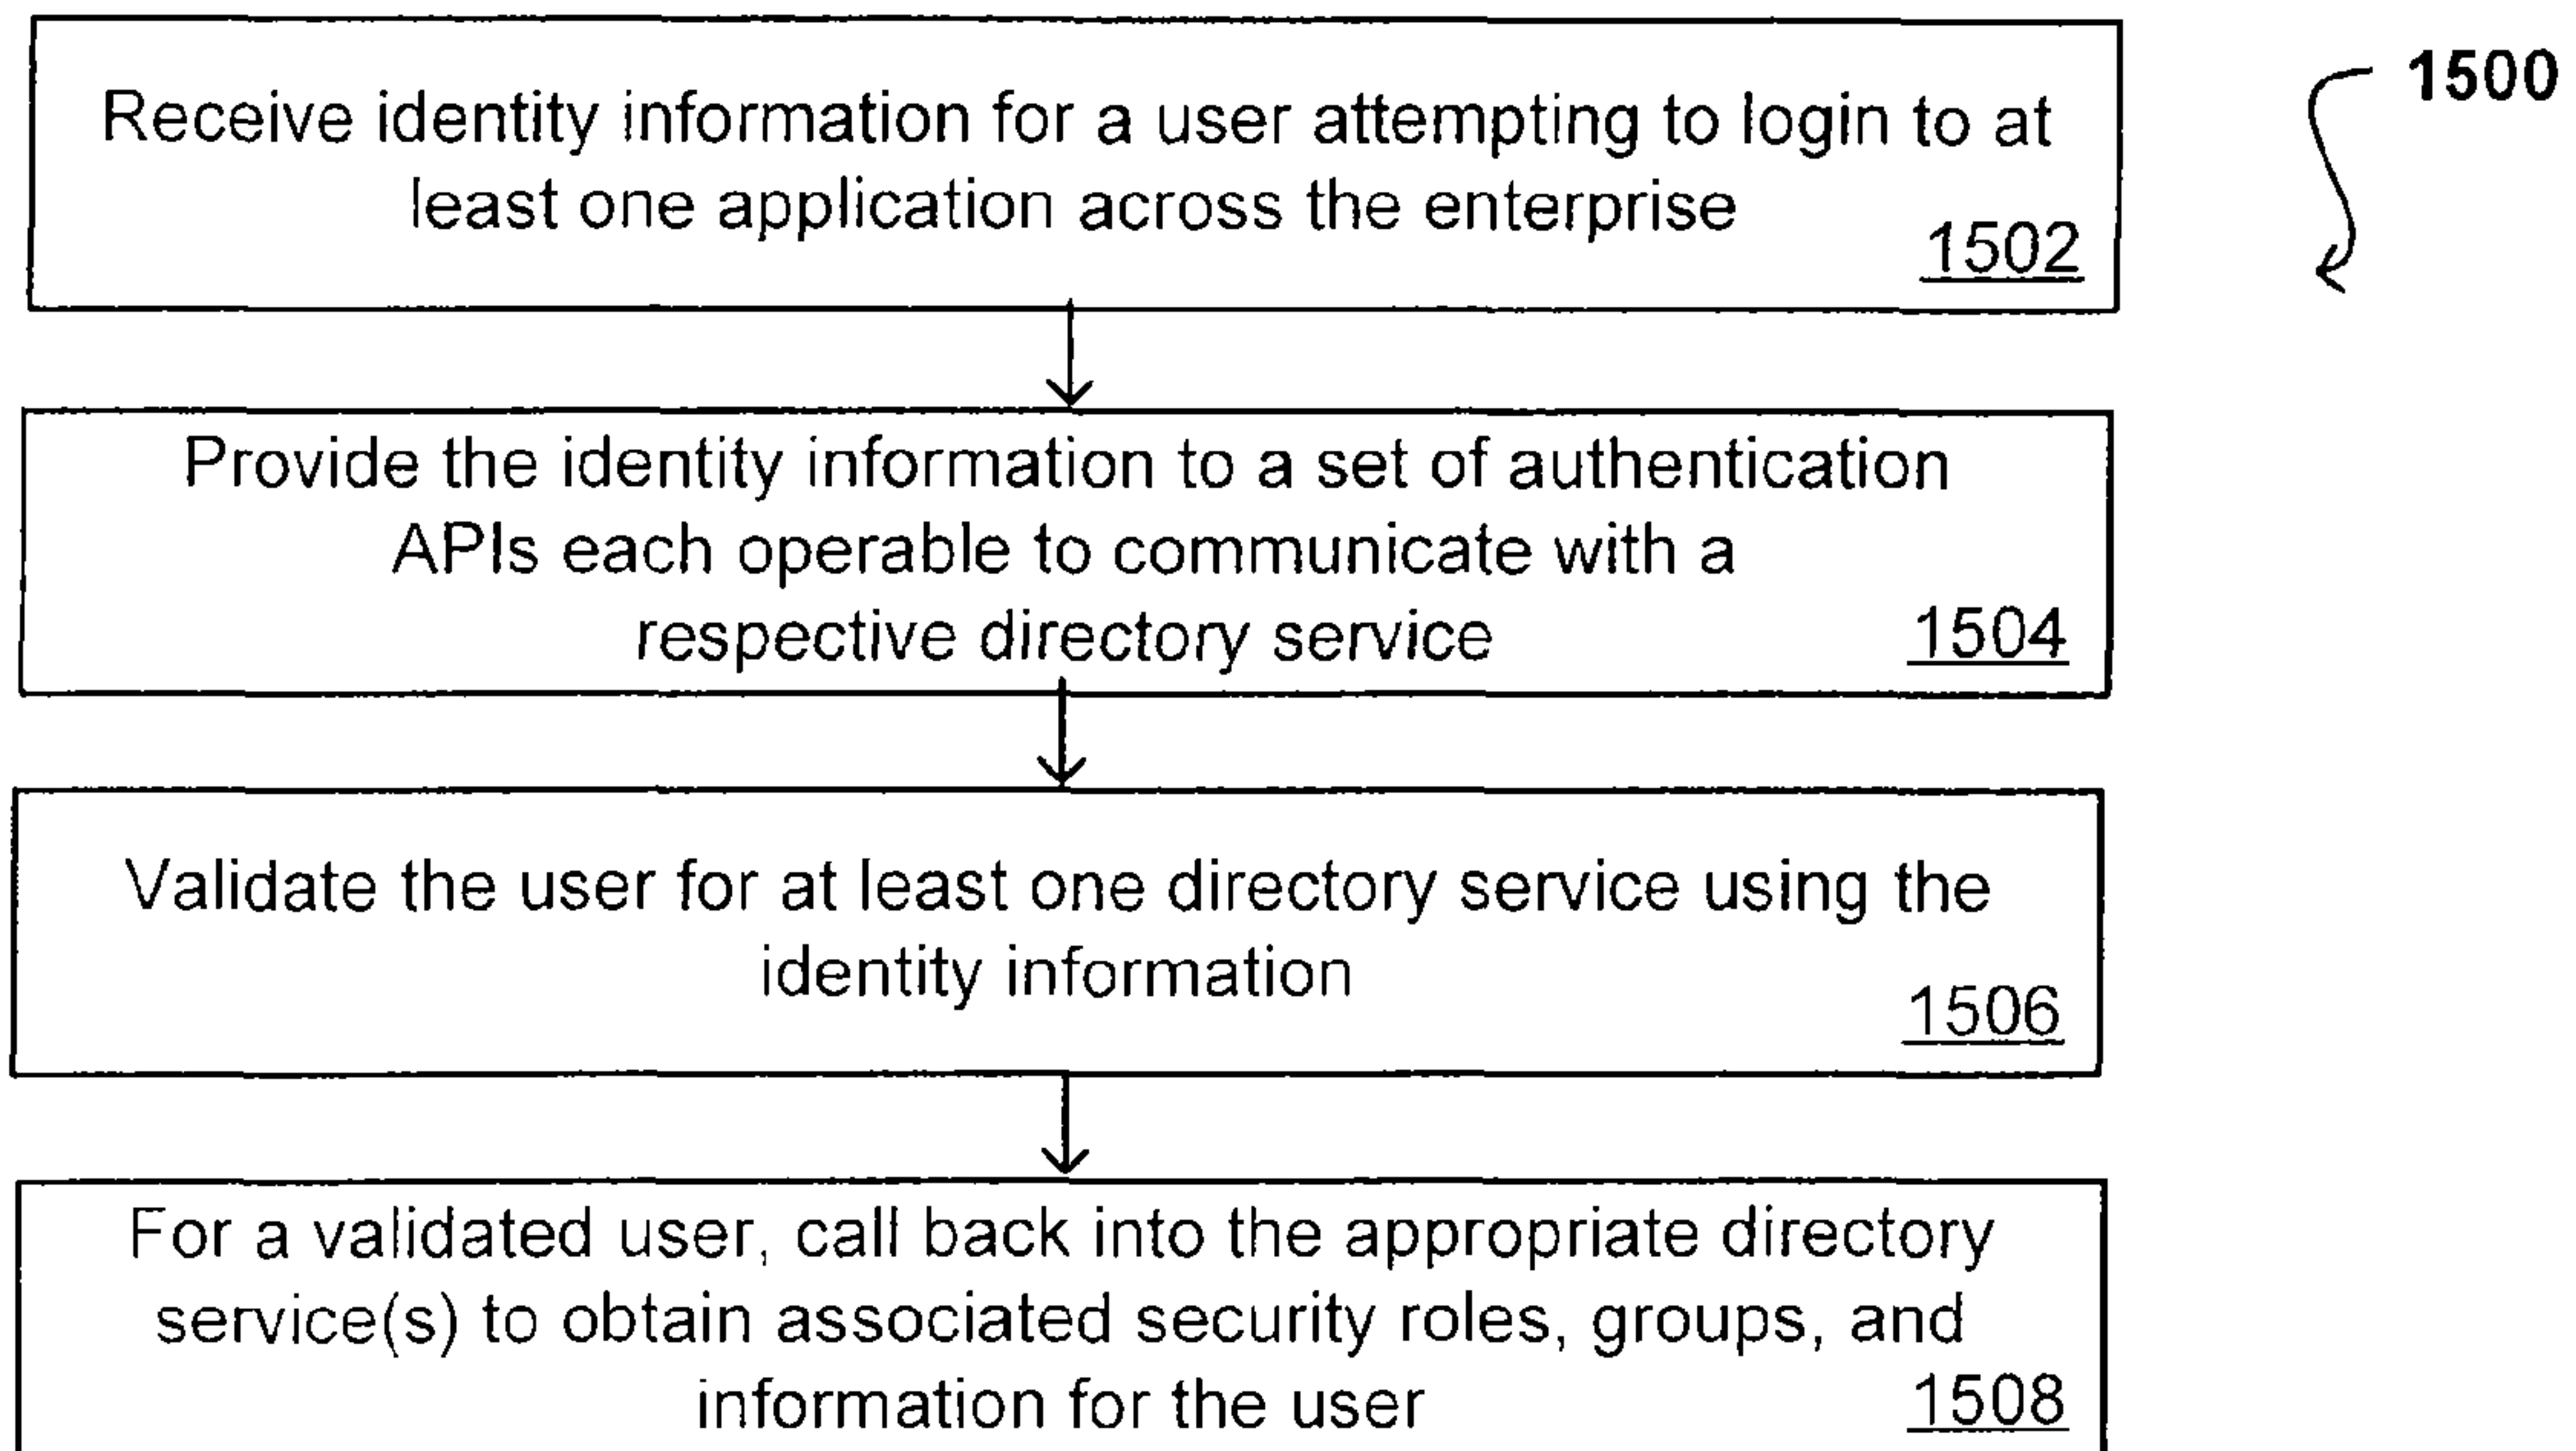 1500
Receive identity information for a user attempting to login to at
least one application across the enterprise
1502
Provide the identity information to a set of authentication
APIs each operable to communicate with a
respective directory service
1504
Validate the user for at least one directory service using the
identity information
1506
For a validated user, call back into the appropriate directory
service(s) to obtain associated security roles, groups, and
information for the user
1508